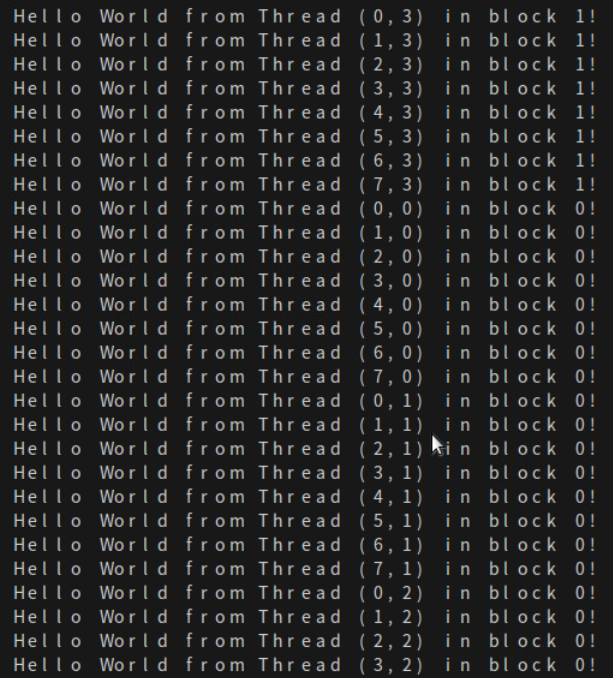 Hello World from Thread (0,3) in block 1!
Hello World from Thread (1,3) in block 1!
Hello World from Thread (2,3) in block 1!
Hello World from Thread (3,3) in block 1!
Hello World from Thread (4,3) in block 1!
Hello World from Thread (5,3) in block 1!
Hello World from Thread (6,3) in block 1!
Hello World from Thread (7,3) in block 1!
Hello World from Thread (0,0) in block 0!
Hello World from Thread (1,0) in block 0!
Hello World from Thread (2,0) in block 0!
Hello World from Thread (3,0) in block 0!
Hello World from Thread (4,0) in block 0!
Hello World from Thread (5,0) in block 0!
Hello World from Thread (6,0) in block 0!
Hello World from Thread (7,0) in block 0!
Hello World from Thread (0,1) in block 0!
Hello World from Thread (1,1) in block 0!
Hello World from Thread (2,1) in block 0!
Hello World from Thread (3,1) in block 0!
Hello World from Thread (4,1) in block 0!
Hello World from Thread (5,1) in block 0!
Hello World from Thread (6,1) in block 0!
Hello World from Thread (7,1) in block 0!
Hello World from Thread (0,2) in block 0!
Hello World from Thread (1,2) in block 0!
Hello World from Thread (2,2) in block 0!
Hello World from Thread (3,2) in block 0!